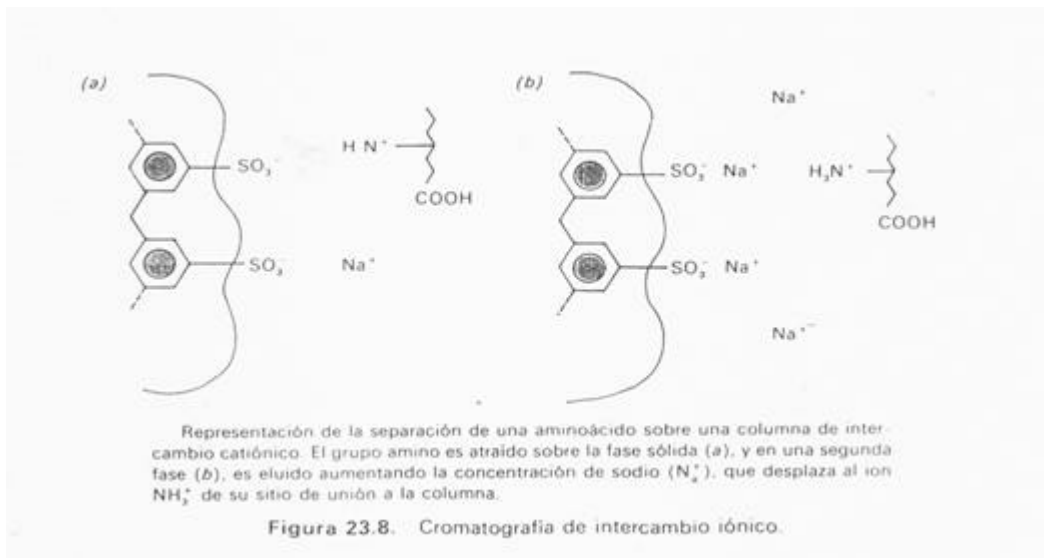 (a)
SO₃⁻
H N⁺
COOH
SO₃⁻
Na⁺
(b)
Na⁺
SO₃⁻ Na⁺
H₃N⁺
COOH
SO₃⁻ Na⁺
Na⁺⁻
Representación de la separación de una aminoácido sobre una columna de inter-
cambio catiónico. El grupo amino es atraído sobre la fase sólida (a), y en una segunda
fase (b), es eluido aumentando la concentración de sodio (Nₐ⁺), que desplaza al ion
NH₃⁺ de su sitio de unión a la columna.
Figura 23.8. Cromatografía de intercambio iónico.